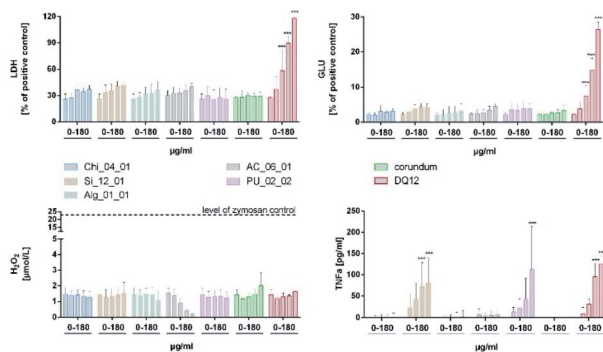 LDH
[% of positive control]
120
90
60
30
0
*** *** ***
0-180 0-180 0-180 0-180 0-180 0-180 0-180
µg/ml
GLU
[% of positive control]
30
20
10
0
*** *** ***
0-180 0-180 0-180 0-180 0-180 0-180 0-180
µg/ml
Chi_04_01
Si_12_01
Alg_01_01
AC_06_01
PU_02_02
corundum
DQ12
H2O2
[µmol/L]
25
20
15
4
3
2
1
0
level of zymosan control
0-180 0-180 0-180 0-180 0-180 0-180 0-180
µg/ml
TNFa [pg/ml]
250
200
150
100
50
0
*** *** *** ***
0-180 0-180 0-180 0-180 0-180 0-180 0-180
µg/ml